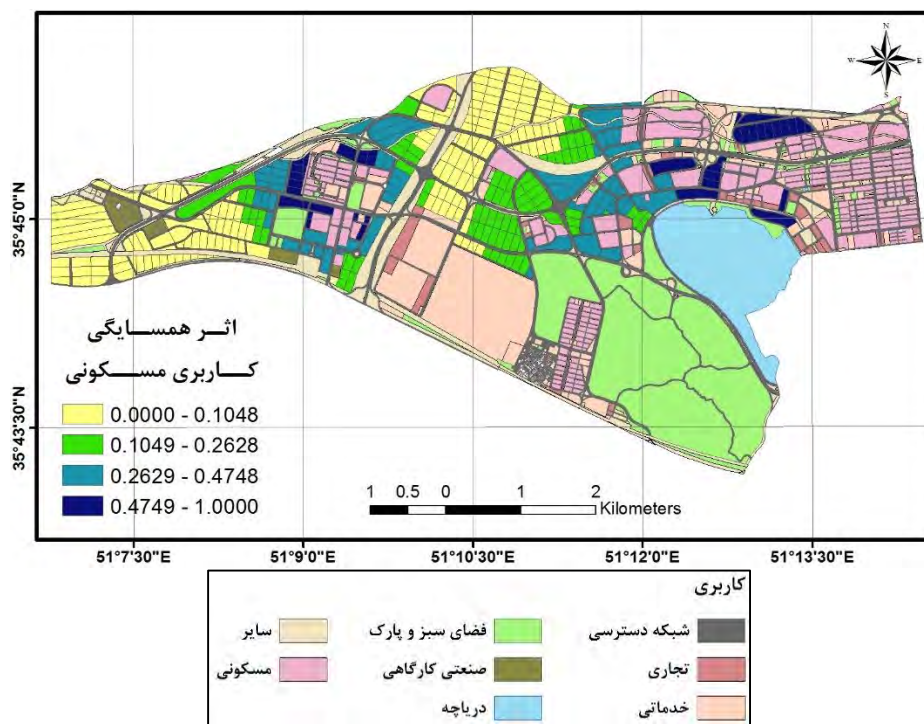 N
W E
S
35°45'0"N
35°43'30"N
اثر همسایگی
کاربری مسکونی
0.0000 - 0.1048
0.1049 - 0.2628
0.2629 - 0.4748
0.4749 - 1.0000
1 0.5 0 1 2
Kilometers
51°7'30"E 51°9'0"E 51°10'30"E 51°12'0"E 51°13'30"E
کاربری
شبکه دسترسی فضای سبز و پارک سایر
تجاری صنعتی کارگاهی مسکونی
خدماتی دریاچه